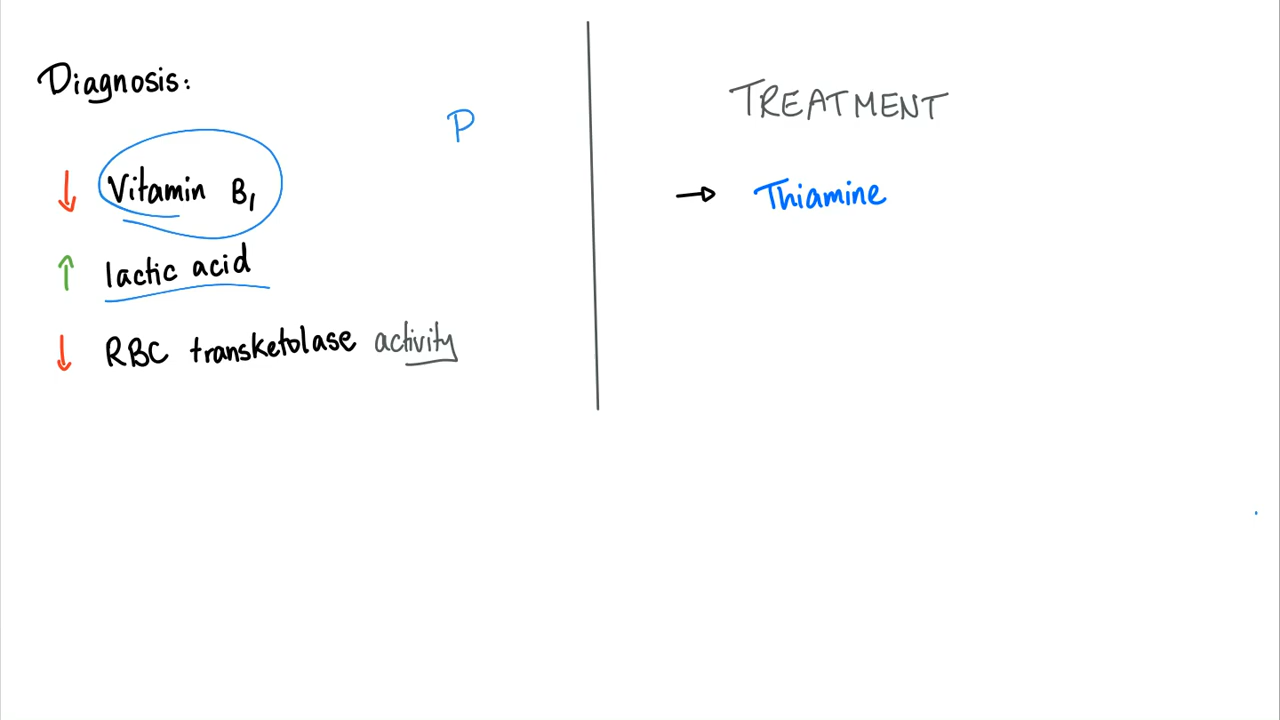 Diagnosis:
P
↓ Vitamin B₁
↑ lactic acid
↓ RBC transketolase activity
TREATMENT
→ Thiamine